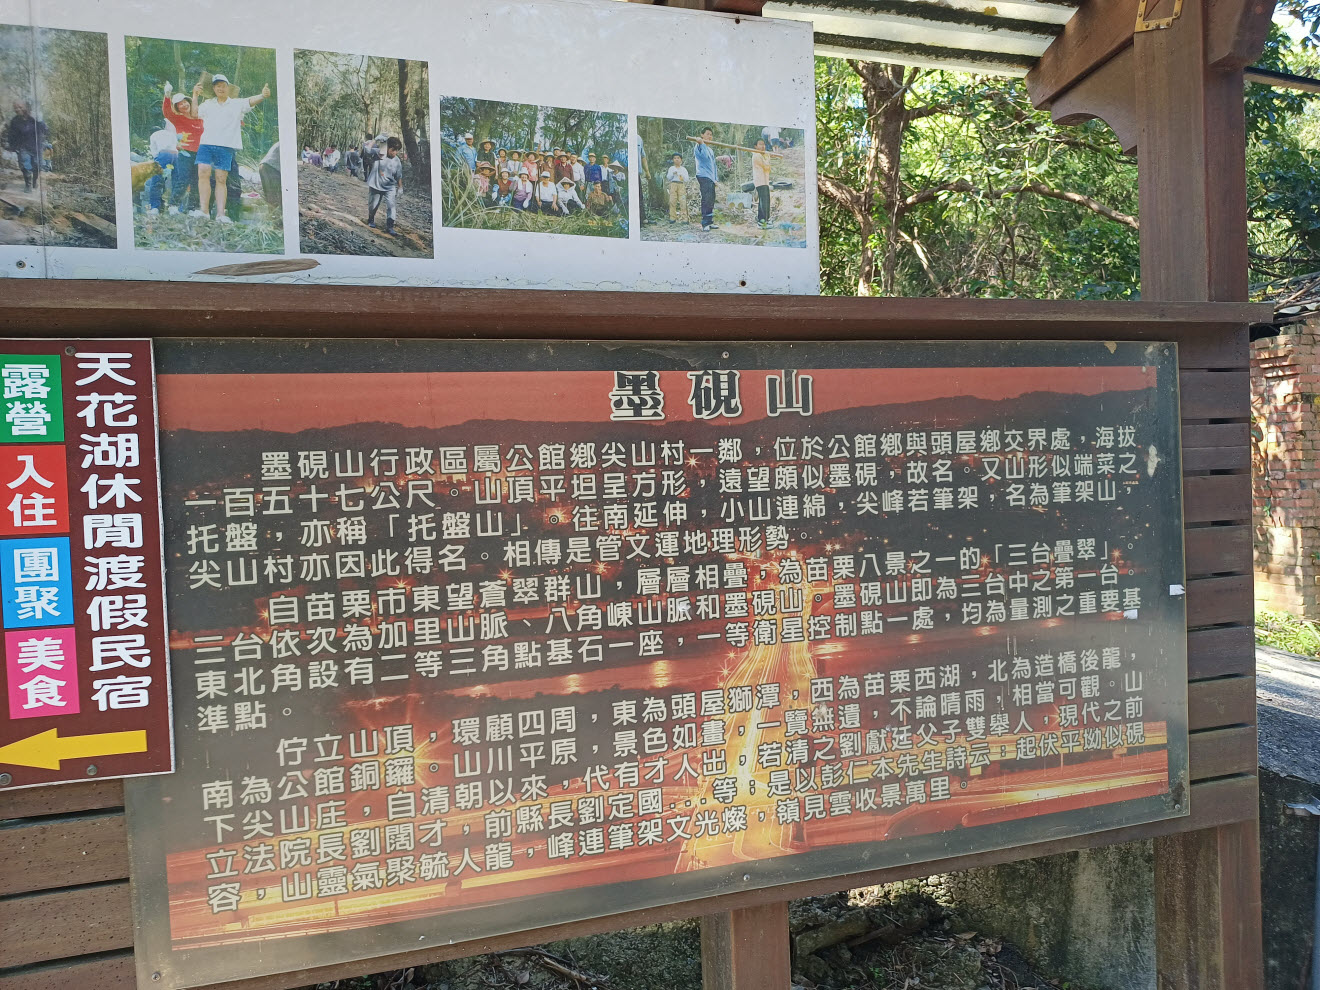 天花湖休閒渡假民宿
露營
入住
團聚
美食
墨硯山
墨硯山行政區屬公館鄉尖山村一鄰，位於公館鄉與頭屋鄉交界處，海拔
一百五十七公尺。山頂平坦呈方形，遠望頗似墨硯，故名。又山形似端菜之
托盤，亦稱「托盤山」。往南延伸，小山連綿，尖峰若筆架，名為筆架山，
尖山村亦因此得名。相傳是管文運地理形勢。
自苗栗市東望蒼翠群山，層層相疊，為苗栗八景之一的「三台疊翠」。
三台依次為加里山脈、八角崠山脈和墨硯山。墨硯山即為三台中之第一台。
東北角設有二等三角點基石一座，一等衛星控制點一處，均為量測之重要基
準點。
佇立山頂，環顧四周，東為頭屋獅潭，西為苗栗西湖，北為造橋後龍，
南為公館銅鑼。山川平原，景色如畫，一覽無遺，不論晴雨，相當可觀。山
下尖山庄，自清朝以來，代有才人出，若清之劉獻廷父子雙舉人，現代之前
立法院長劉闊才，前縣長劉定國...等；是以彭仁本先生詩云：起伏平坳似硯
容，山靈氣聚毓人龍，峰連筆架文光燦，嶺見雲收景萬里。